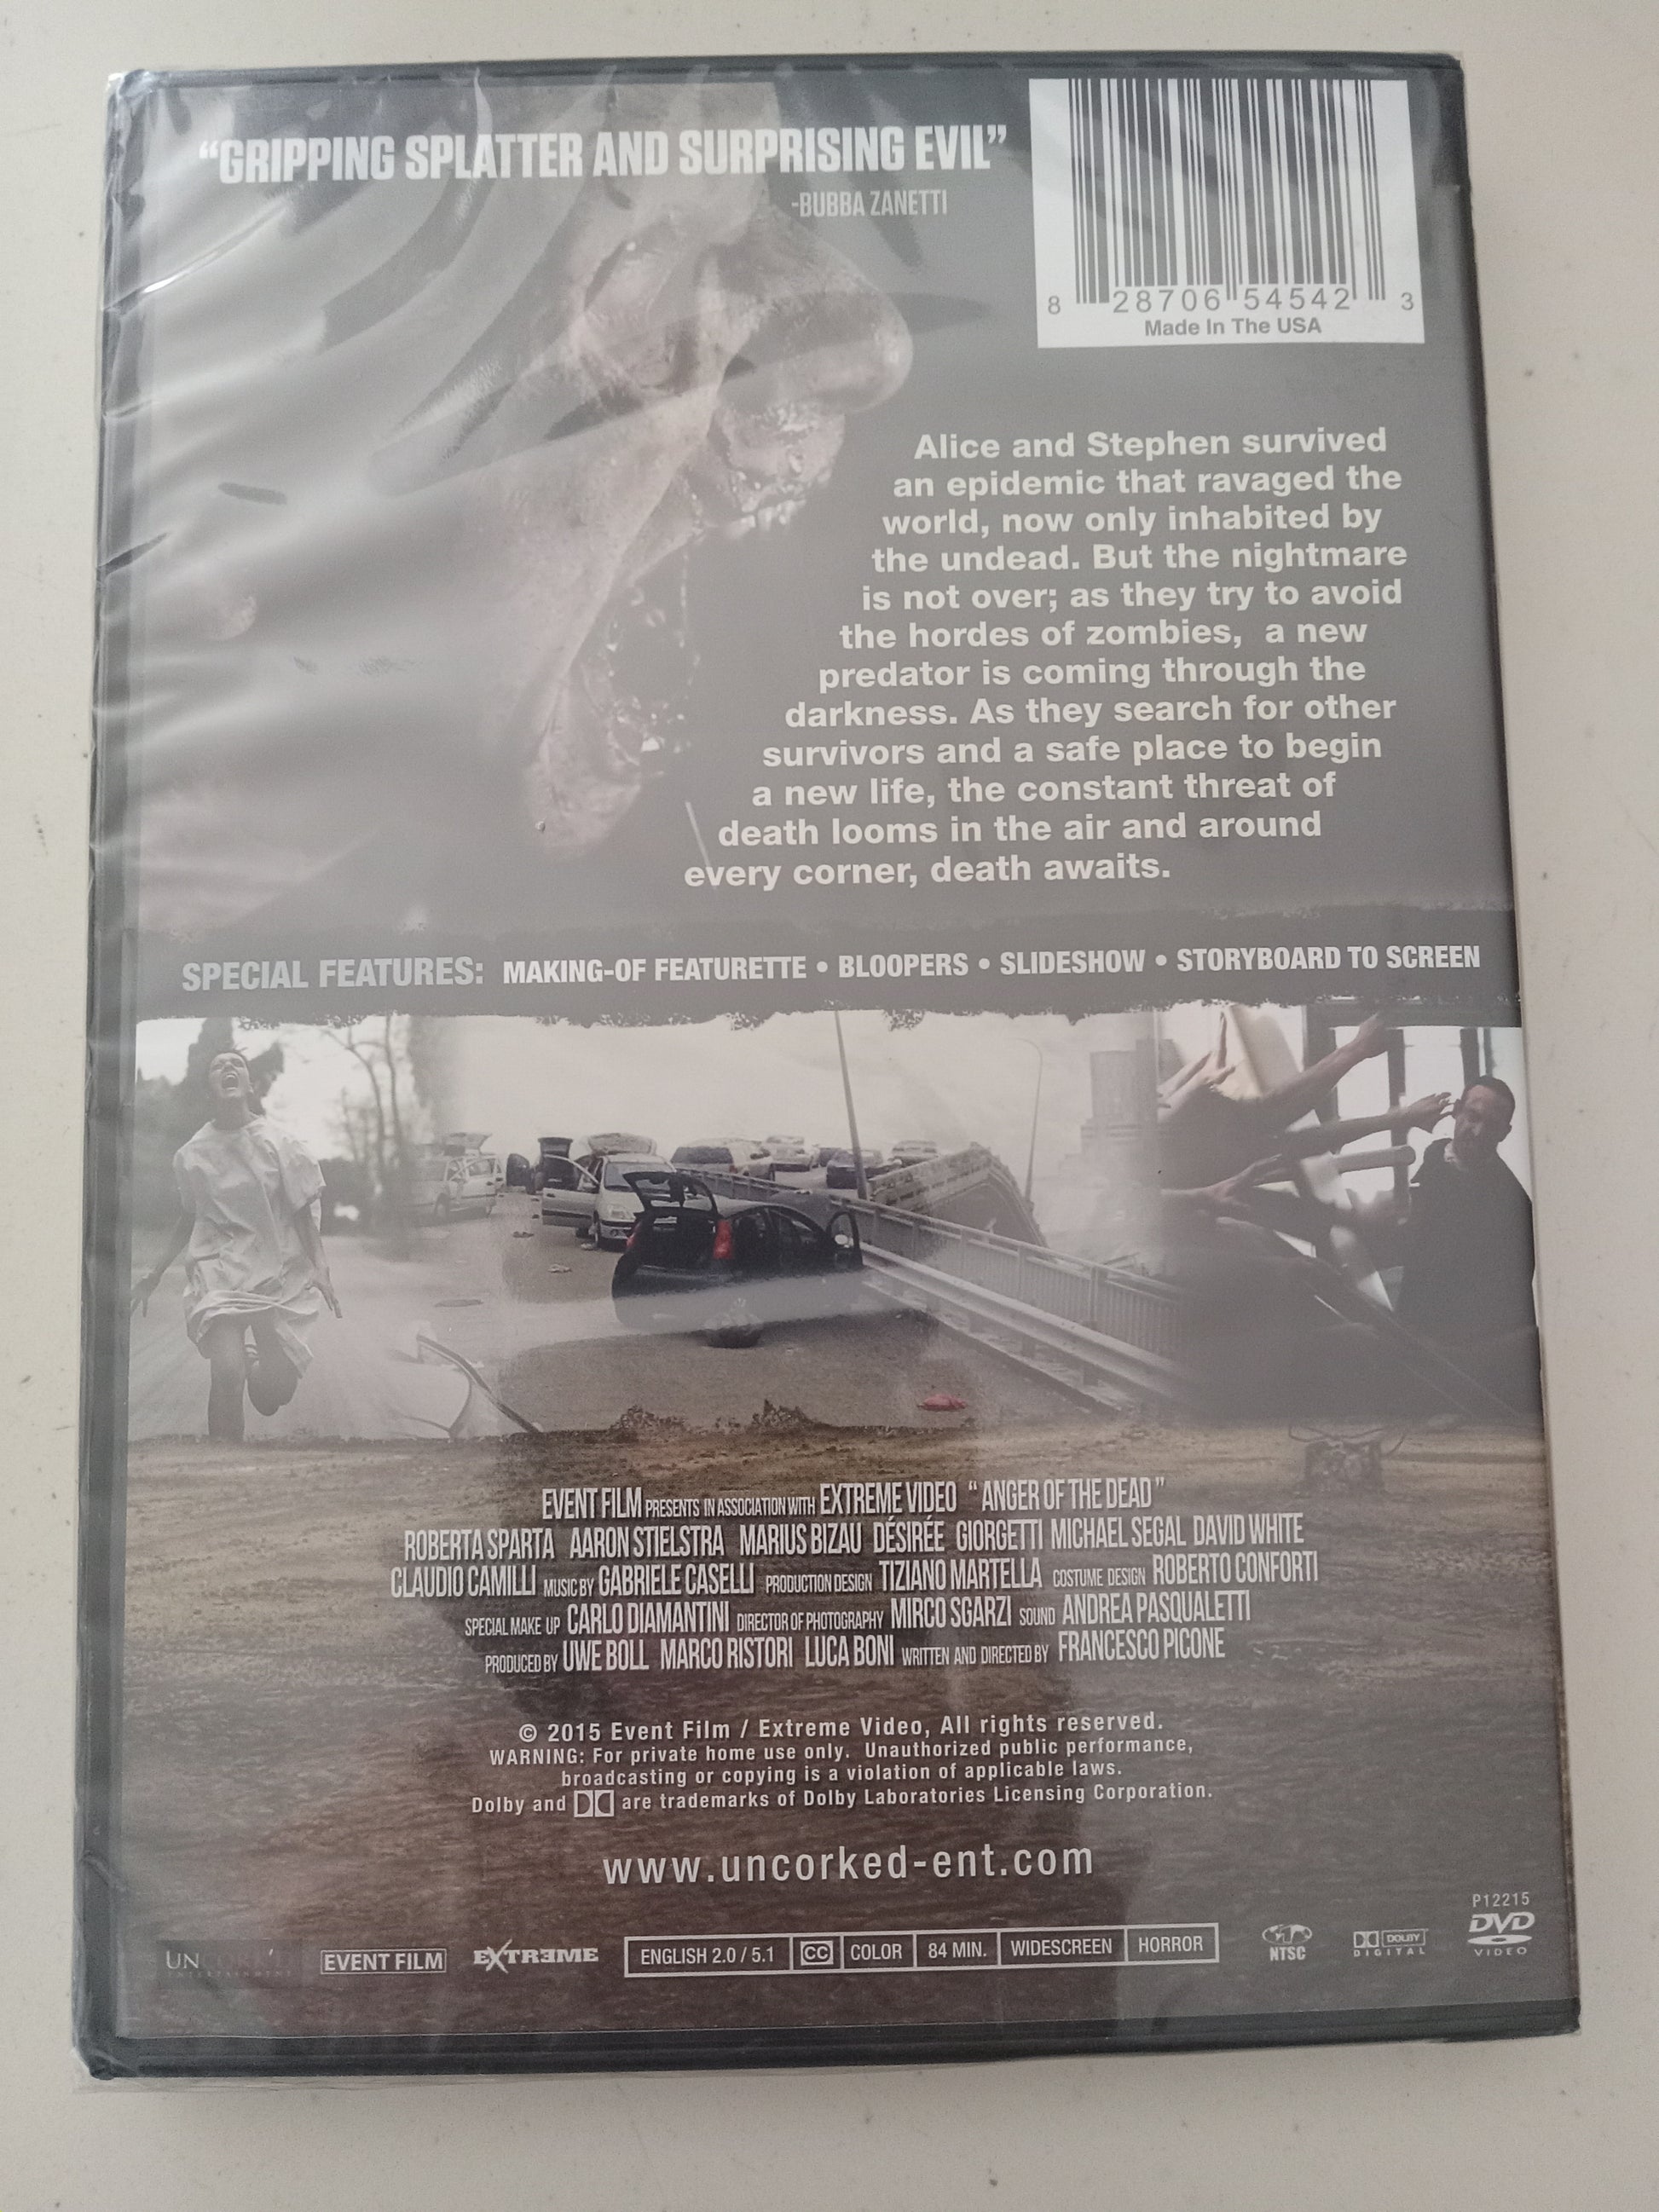 “GRIPPING SPLATTER AND SURPRISING EVIL”
-BUBBA ZANETTI
8 28706 54542 3
Made In The USA
Alice and Stephen survived
an epidemic that ravaged the
world, now only inhabited by
the undead. But the nightmare
is not over; as they try to avoid
the hordes of zombies, a new
predator is coming through the
darkness. As they search for other
survivors and a safe place to begin
a new life, the constant threat of
death looms in the air and around
every corner, death awaits.
SPECIAL FEATURES: MAKING-OF FEATURETTE • BLOOPERS • SLIDESHOW • STORYBOARD TO SCREEN
EVENT FILM PRESENTS IN ASSOCIATION WITH EXTREME VIDEO “ ANGER OF THE DEAD ”
ROBERTA SPARTA AARON STIELSTRA MARIUS BIZAU DÉSIRÉE GIORGETTI MICHAEL SEGAL DAVID WHITE
CLAUDIO CAMILLI MUSIC BY GABRIELE CASELLI PRODUCTION DESIGN TIZIANO MARTELLA COSTUME DESIGN ROBERTO CONFORTI
SPECIAL MAKE UP CARLO DIAMANTINI DIRECTOR OF PHOTOGRAPHY MIRCO SGARZI SOUND ANDREA PASQUALETTI
PRODUCED BY UWE BOLL MARCO RISTORI LUCA BONI WRITTEN AND DIRECTED BY FRANCESCO PICONE
© 2015 Event Film / Extreme Video, All rights reserved.
WARNING: For private home use only. Unauthorized public performance,
broadcasting or copying is a violation of applicable laws.
Dolby and are trademarks of Dolby Laboratories Licensing Corporation.
www.uncorked-ent.com
P12215
EVENT FILM EXTREME ENGLISH 2.0 / 5.1 CC COLOR 84 MIN. WIDESCREEN HORROR NTSC DOLBY DIGITAL DVD VIDEO